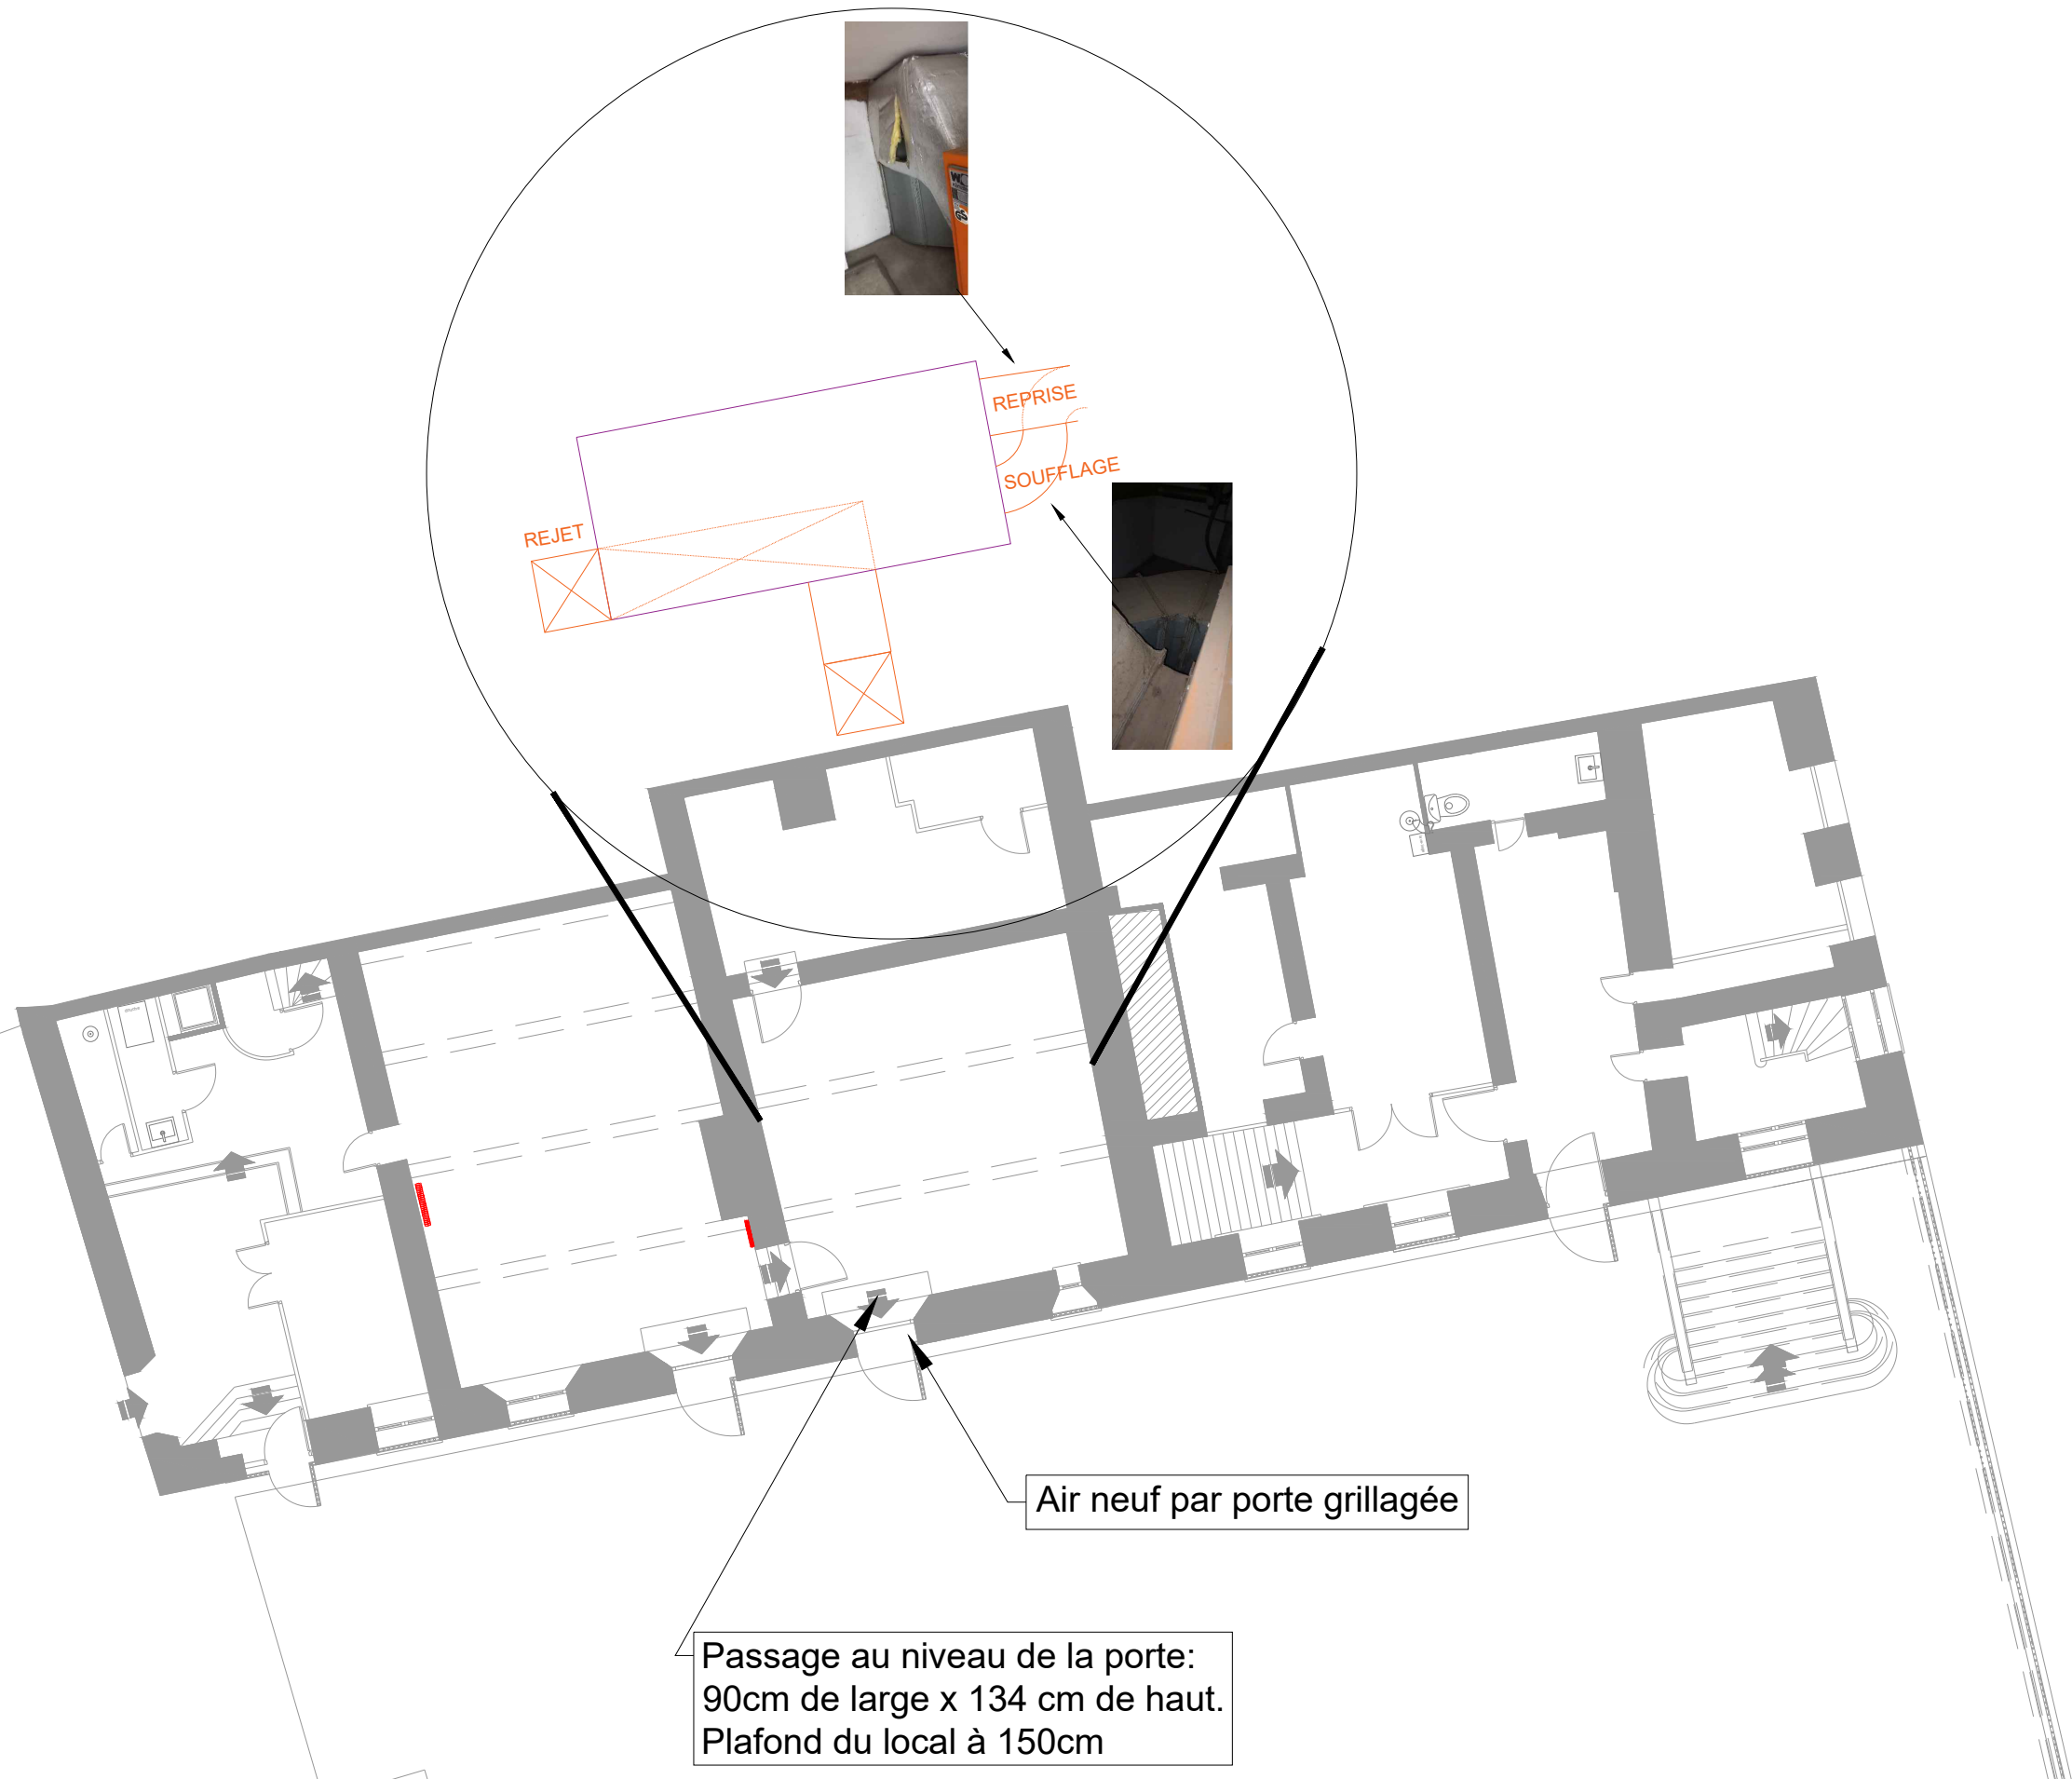 REPRISE
SOUFFLAGE
REJET
Air neuf par porte grillagée
Passage au niveau de la porte:
90cm de large x 134 cm de haut.
Plafond du local à 150cm